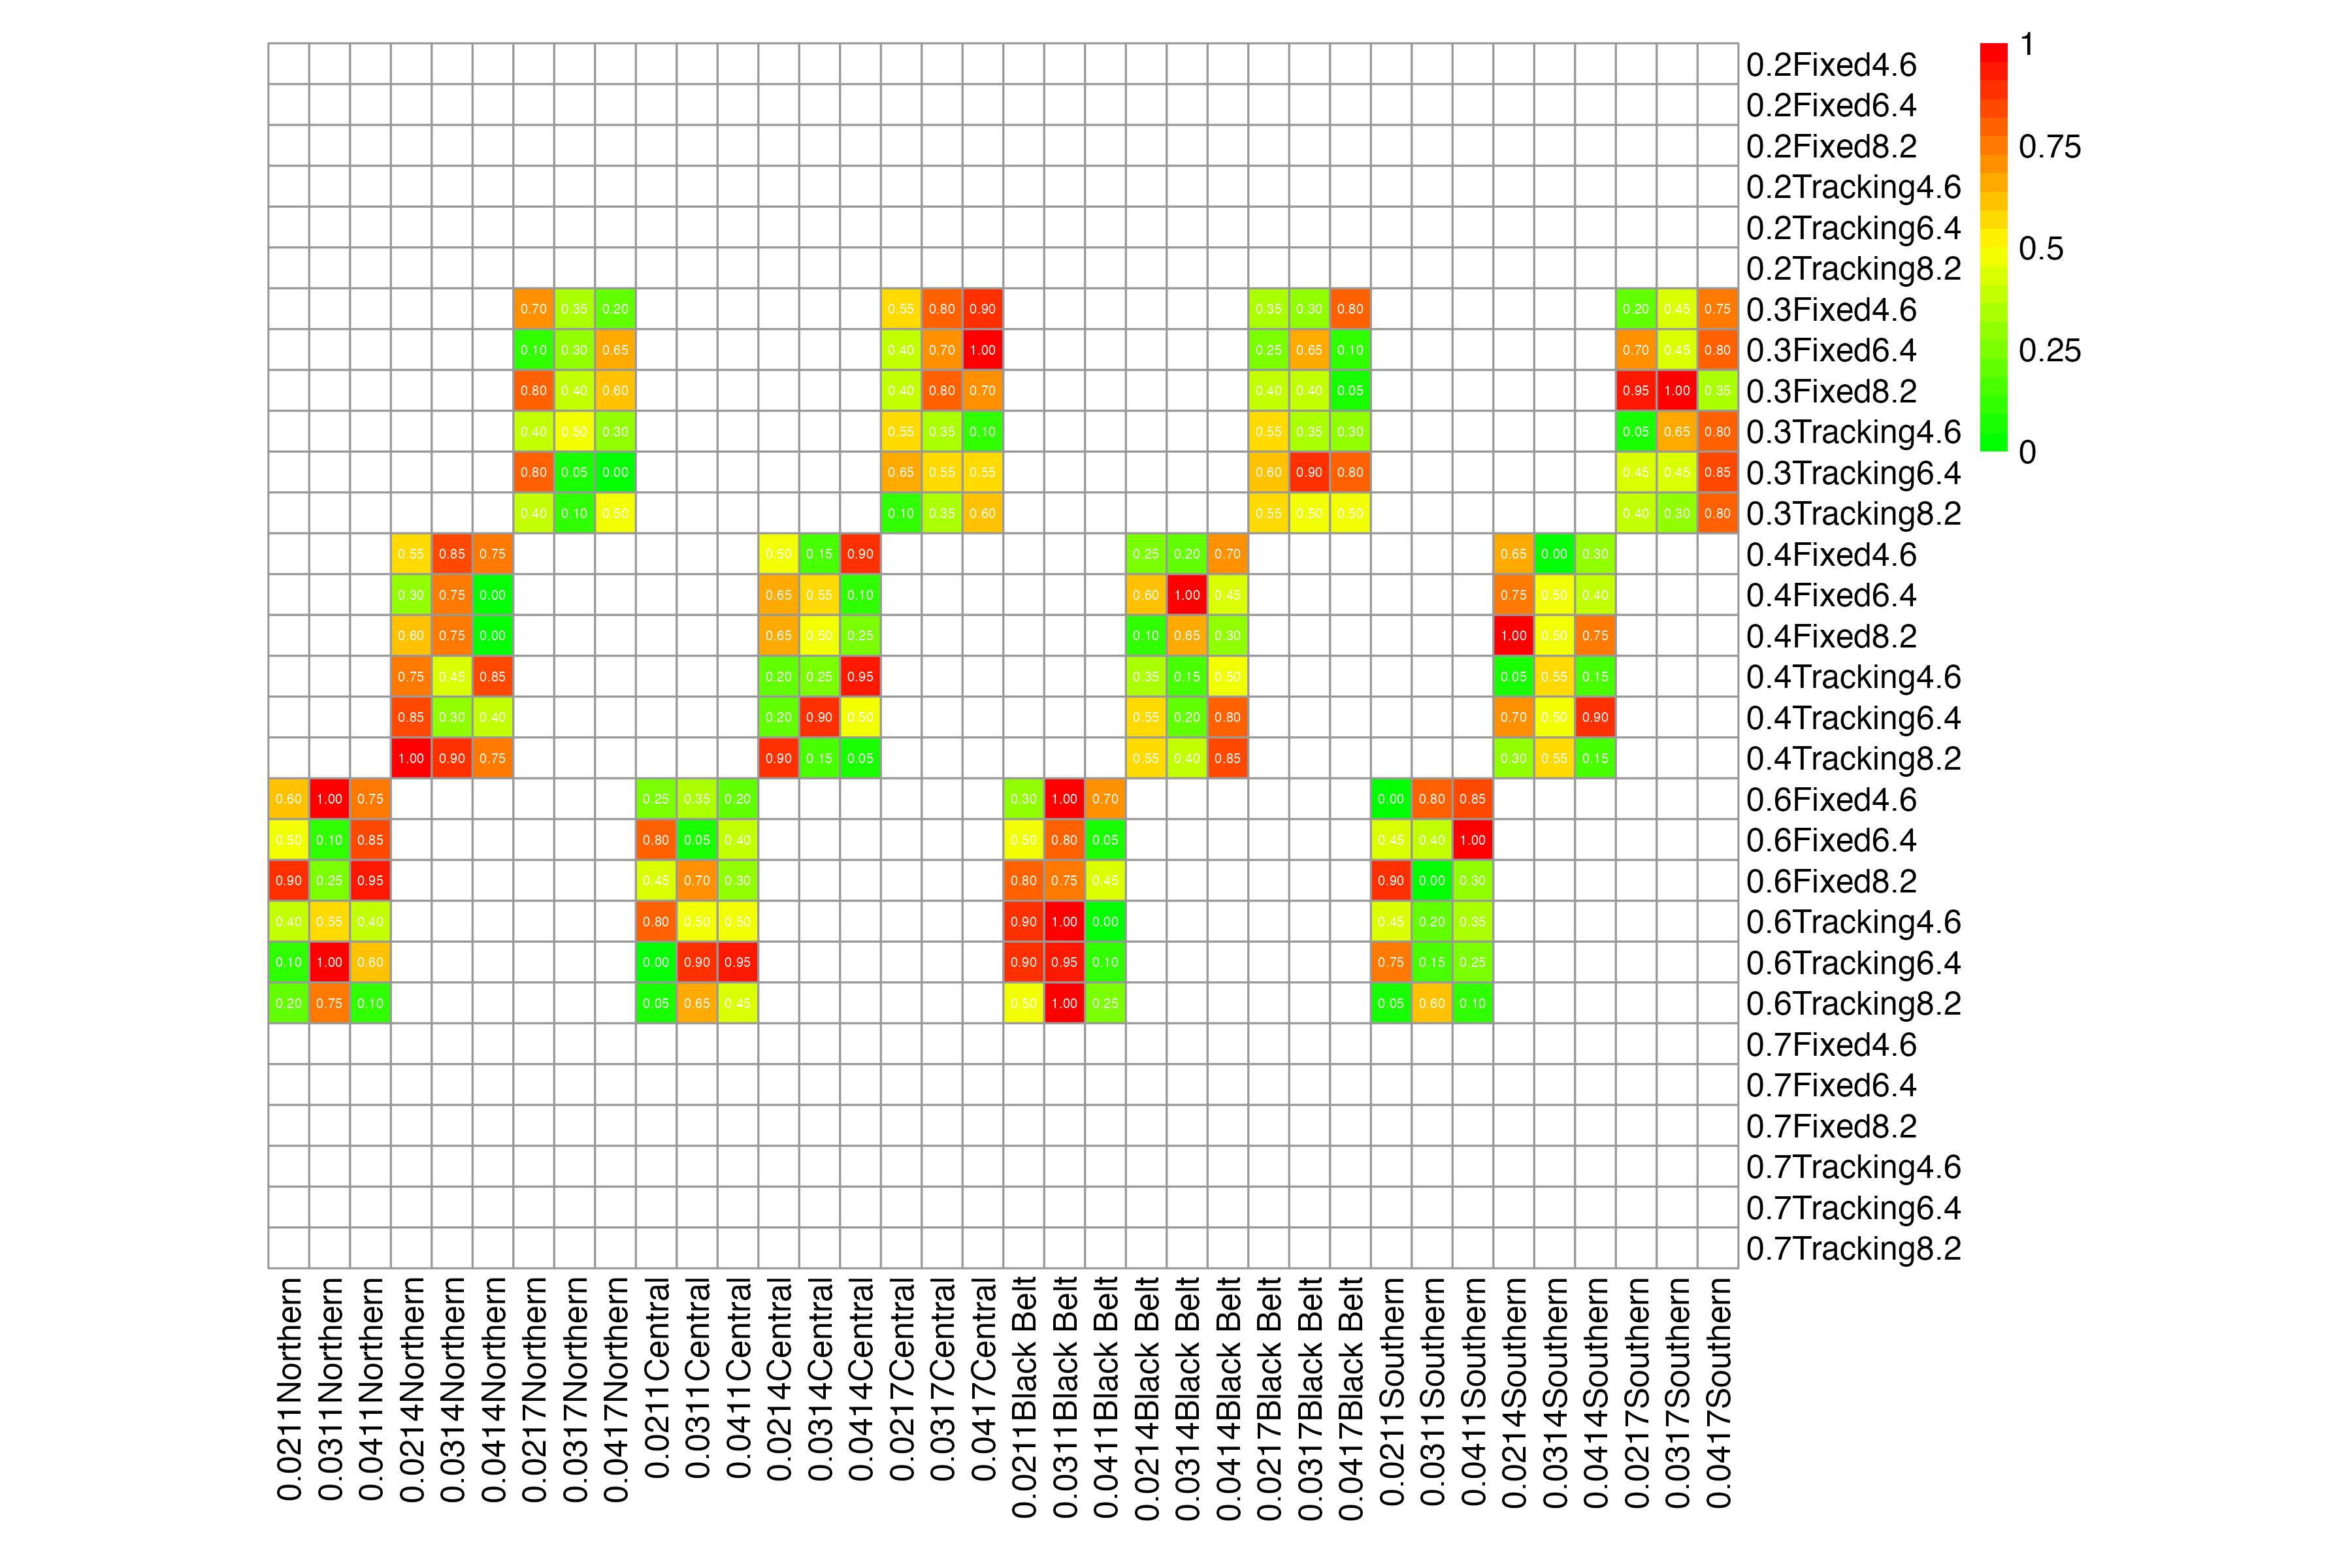 1
0.2Fixed4.6
0.2Fixed6.4
0.75
0.2Fixed8.2
0.2Tracking4.6
0.2Tracking6.4
0.5
0.2Tracking8.2
0.70 0.35 0.20 0.55 0.80 0.90 0.35 0.30 0.80 0.20 0.45 0.75 0.3Fixed4.6
0.10 0.30 0.65 0.40 0.70 1.00 0.25 0.65 0.10 0.70 0.45 0.80 0.3Fixed6.4 0.25
0.80 0.40 0.60 0.40 0.80 0.70 0.40 0.40 0.05 0.95 1.00 0.35 0.3Fixed8.2
0.40 0.50 0.30 0.55 0.35 0.10 0.55 0.35 0.30 0.05 0.65 0.80 0.3Tracking4.6
0
0.80 0.05 0.00 0.65 0.55 0.55 0.60 0.90 0.80 0.45 0.45 0.85 0.3Tracking6.4
0.40 0.10 0.50 0.10 0.35 0.60 0.55 0.50 0.50 0.40 0.30 0.80 0.3Tracking8.2
0.55 0.85 0.75 0.50 0.15 0.90 0.25 0.20 0.70 0.65 0.00 0.30 0.4Fixed4.6
0.30 0.75 0.00 0.65 0.55 0.10 0.60 1.00 0.45 0.75 0.50 0.40 0.4Fixed6.4
0.60 0.75 0.00 0.65 0.50 0.25 0.10 0.65 0.30 1.00 0.50 0.75 0.4Fixed8.2
0.75 0.45 0.85 0.20 0.25 0.95 0.35 0.15 0.50 0.05 0.55 0.15 0.4Tracking4.6
0.85 0.30 0.40 0.20 0.90 0.50 0.55 0.20 0.80 0.70 0.50 0.90 0.4Tracking6.4
1.00 0.90 0.75 0.90 0.15 0.05 0.55 0.40 0.85 0.30 0.55 0.15 0.4Tracking8.2
0.60 1.00 0.75 0.25 0.35 0.20 0.30 1.00 0.70 0.00 0.80 0.85 0.6Fixed4.6
0.50 0.10 0.85 0.80 0.05 0.40 0.50 0.80 0.05 0.45 0.40 1.00 0.6Fixed6.4
0.90 0.25 0.95 0.45 0.70 0.30 0.80 0.75 0.45 0.90 0.00 0.30 0.6Fixed8.2
0.40 0.55 0.40 0.80 0.50 0.50 0.90 1.00 0.00 0.45 0.20 0.35 0.6Tracking4.6
0.10 1.00 0.60 0.00 0.90 0.95 0.90 0.95 0.10 0.75 0.15 0.25 0.6Tracking6.4
0.20 0.75 0.10 0.05 0.65 0.45 0.50 1.00 0.25 0.05 0.60 0.10 0.6Tracking8.2
0.7Fixed4.6
0.7Fixed6.4
0.7Fixed8.2
0.7Tracking4.6
0.7Tracking6.4
0.7Tracking8.2
0.0211Northern
0.0311Northern
0.0411Northern
0.0214Northern
0.0314Northern
0.0414Northern
0.0217Northern
0.0317Northern
0.0417Northern
0.0211Central
0.0311Central
0.0411Central
0.0214Central
0.0314Central
0.0414Central
0.0217Central
0.0317Central
0.0417Central
0.0211Black Belt
0.0311Black Belt
0.0411Black Belt
0.0214Black Belt
0.0314Black Belt
0.0414Black Belt
0.0217Black Belt
0.0317Black Belt
0.0417Black Belt
0.0211Southern
0.0311Southern
0.0411Southern
0.0214Southern
0.0314Southern
0.0414Southern
0.0217Southern
0.0317Southern
0.0417Southern